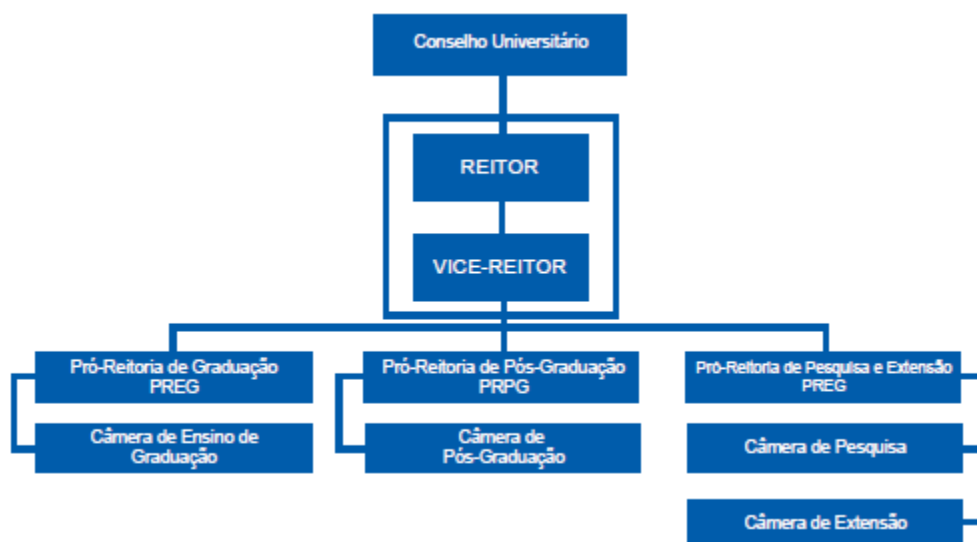 Conselho Universitário
REITOR
VICE-REITOR
Pró-Reitoria de Graduação
PREG
Pró-Reitoria de Pós-Graduação
PRPG
Pró-Reitoria de Pesquisa e Extensão
PREG
Câmera de Ensino de
Graduação
Câmera de
Pós-Graduação
Câmera de Pesquisa
Câmera de Extensão